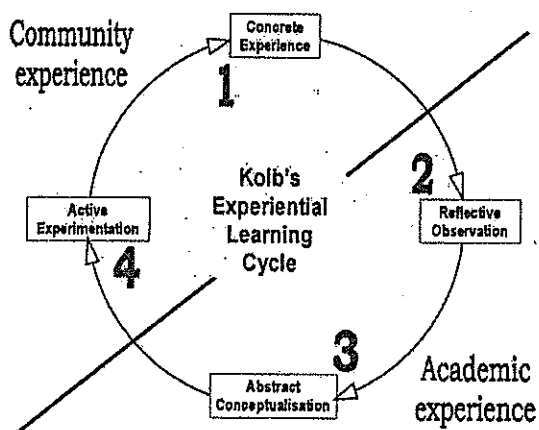 Community
experience
Concrete
Experience
1
2
Kolb's
Experiential
Learning
Cycle
Active
Experimentation
Reflective
Observation
4
3
Abstract
Conceptualisation
Academic
experience